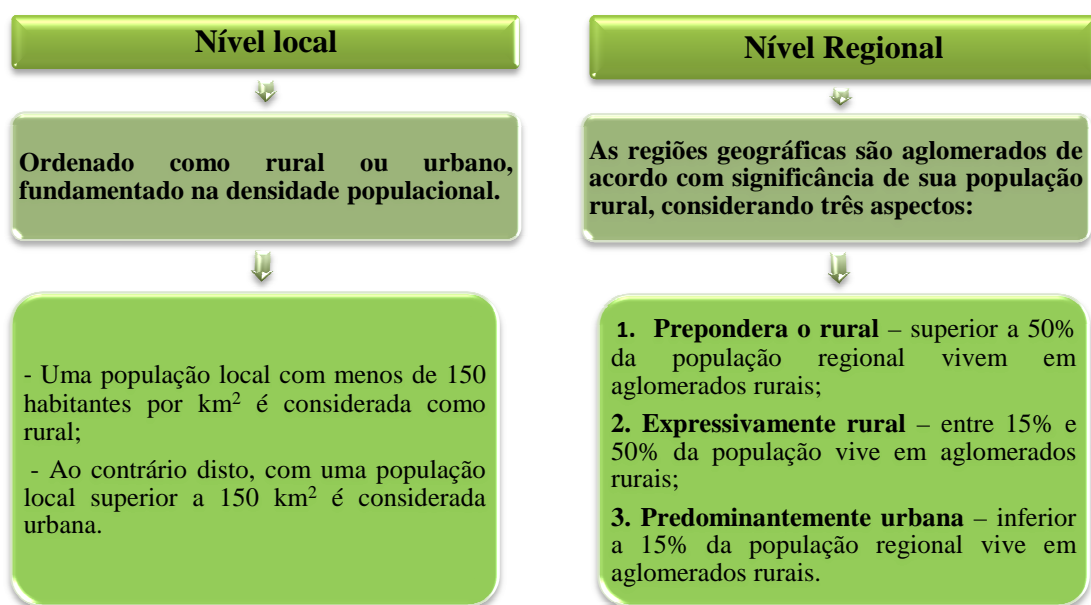 Nível local
Ordenado como rural ou urbano,
fundamentado na densidade populacional.
- Uma população local com menos de 150
habitantes por km² é considerada como
rural;
- Ao contrário disto, com uma população
local superior a 150 km² é considerada
urbana.
Nível Regional
As regiões geográficas são aglomerados de
acordo com significância de sua população
rural, considerando três aspectos:
1. Prepondera o rural – superior a 50%
da população regional vivem em
aglomerados rurais;
2. Expressivamente rural – entre 15% e
50% da população vive em aglomerados
rurais;
3. Predominantemente urbana – inferior
a 15% da população regional vive em
aglomerados rurais.